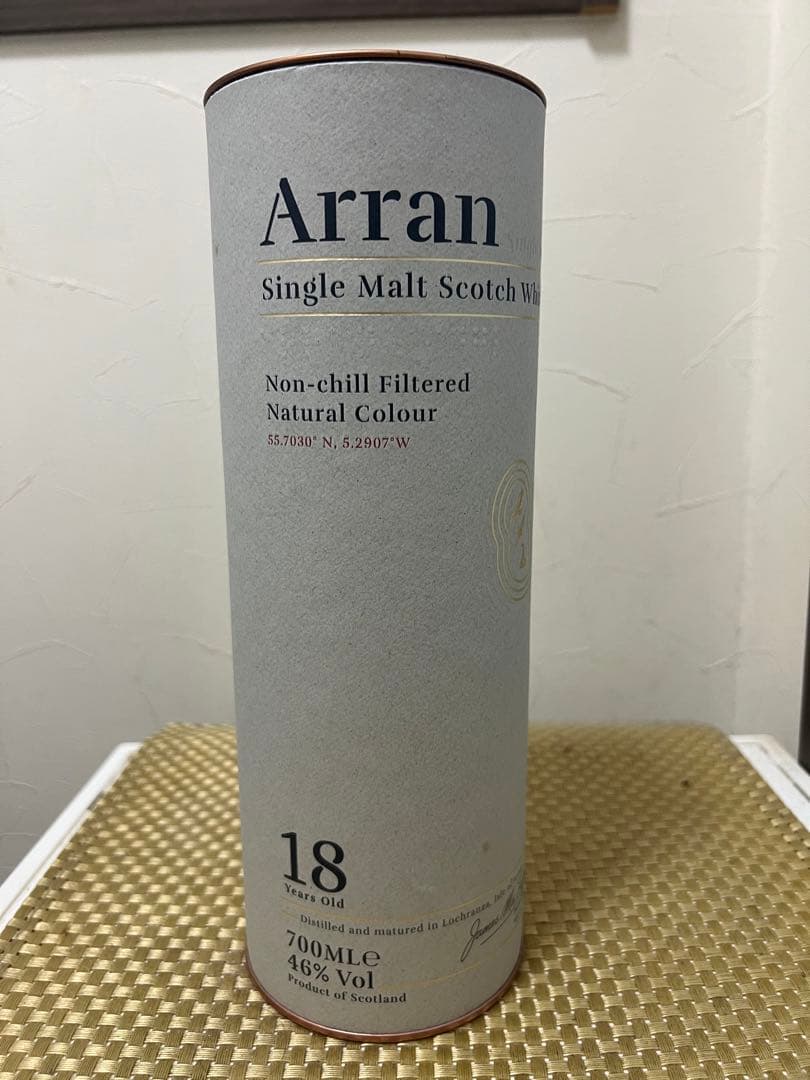 Arran
Single Malt Scotch Whi
Non-chill Filtered
Natural Colour
55.7030° N, 5.2907°W
18
Years Old
Distilled and matured in Lochranza, Isle
700ML℮
46% Vol
Product of Scotland